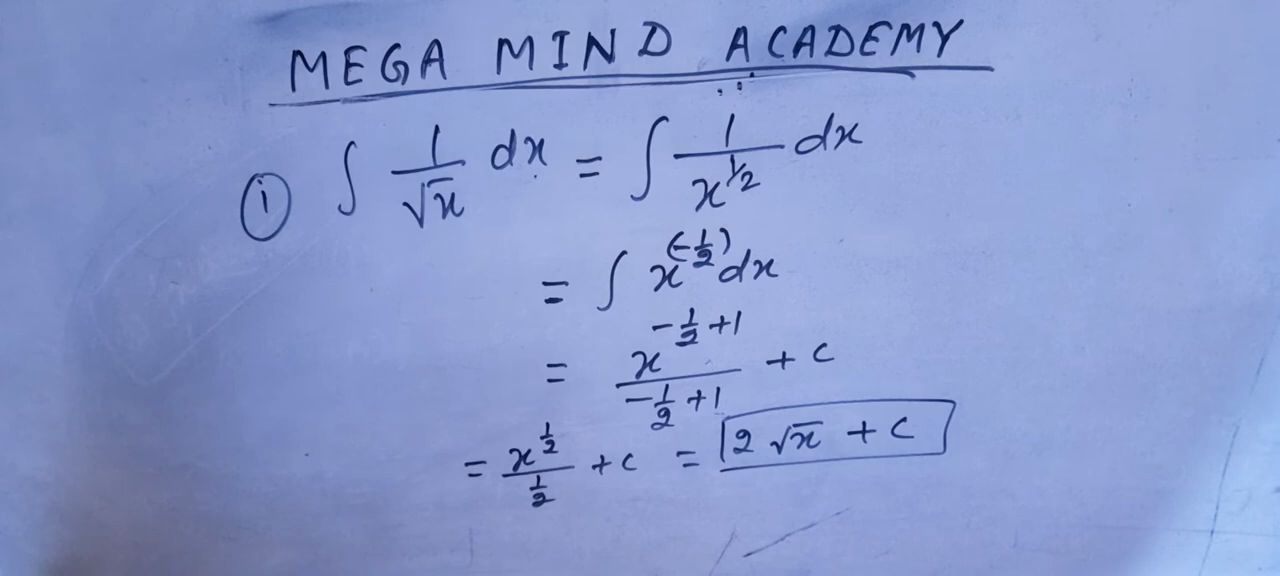 MEGA MIND ACADEMY
① ∫ 1/√x dx = ∫ 1/x^(1/2) dx
= ∫ x^(-1/2) dx
= x^(-1/2 + 1)/(-1/2 + 1) + c
= x^(1/2)/(1/2) + c = 2√x + c